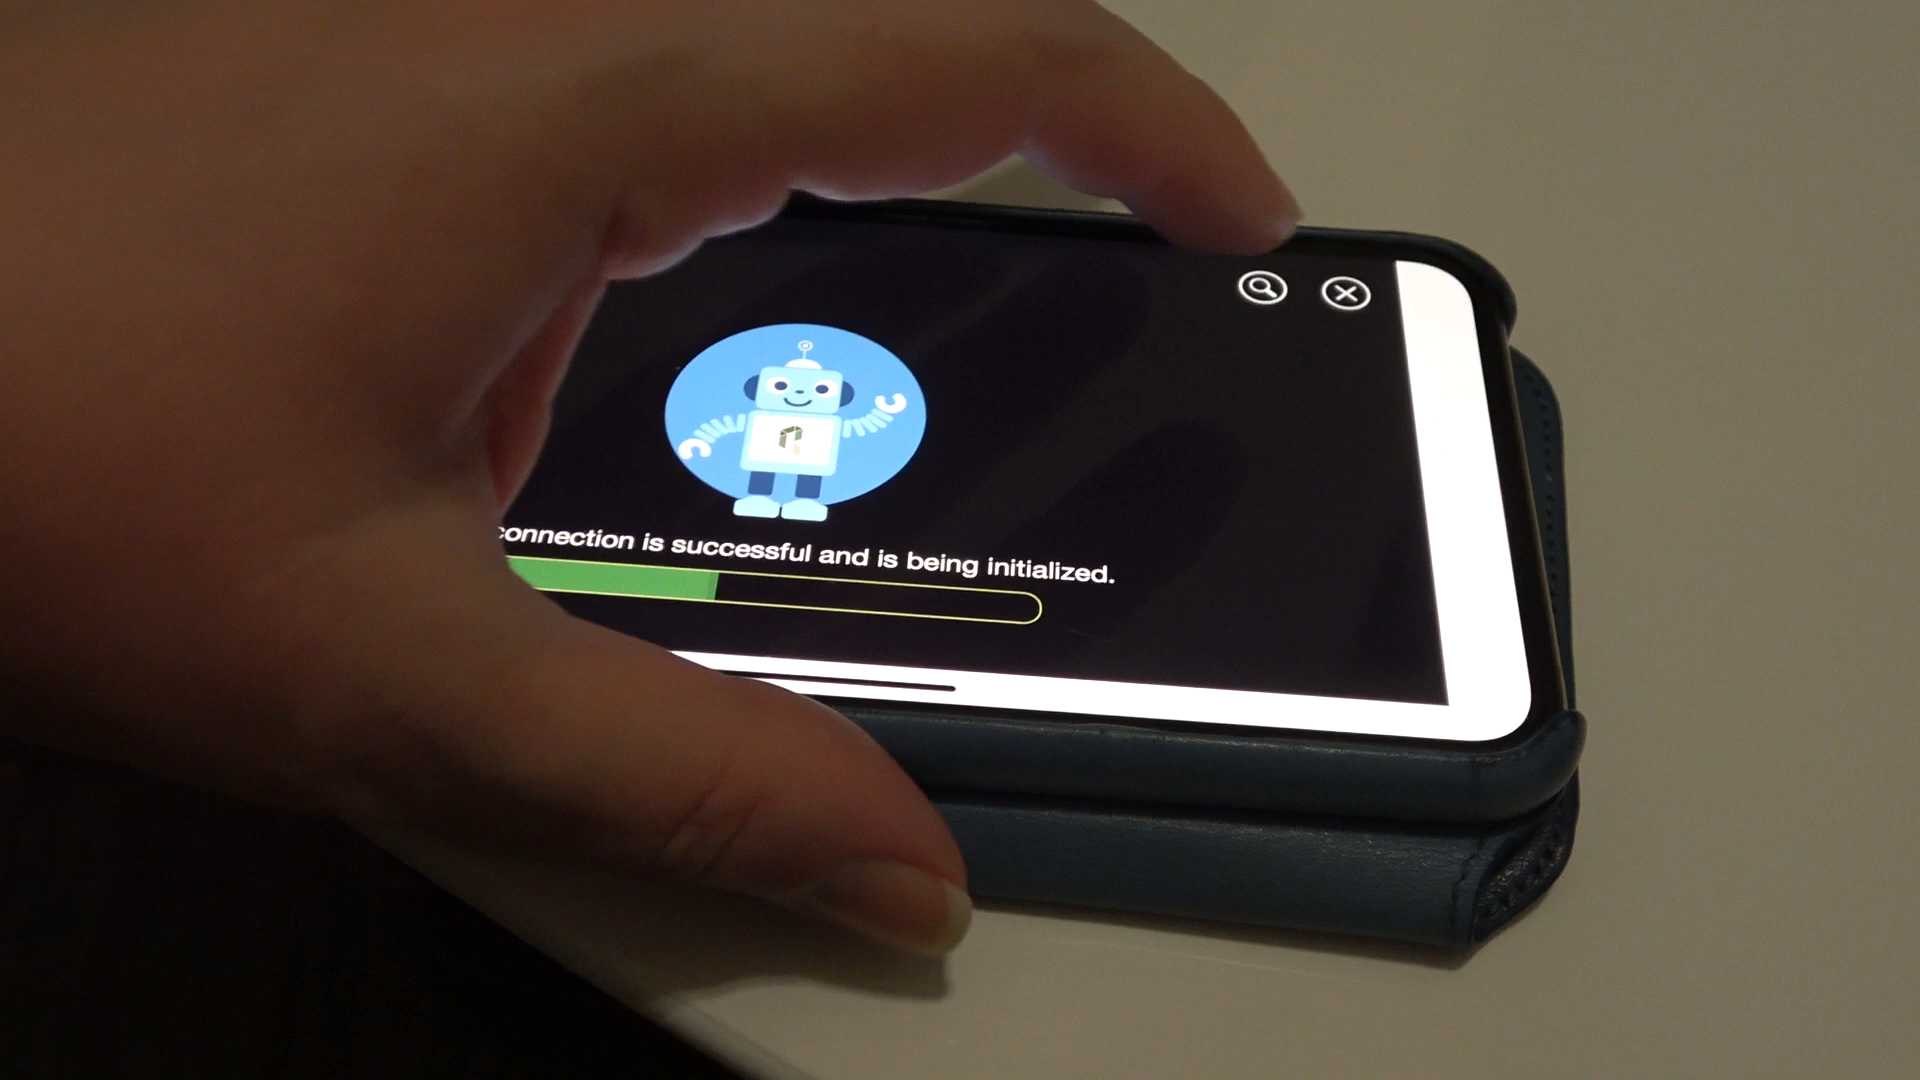 connection is successful and is being initialized.